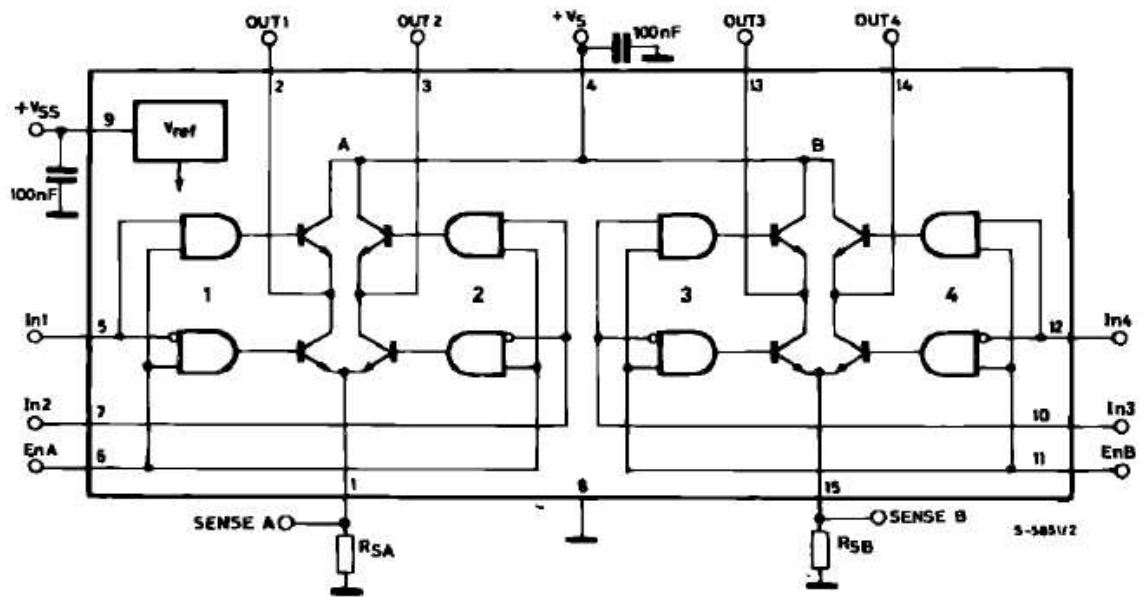 OUT1
OUT2
+VS
100nF
OUT3
OUT4
2
3
4
13
14
+VSS
9
Vref
100nF
A
B
1
2
3
4
In1
5
12
In4
In2
7
10
In3
EnA
6
11
EnB
1
8
15
SENSE A
RSA
SENSE B
RSB
S-5851/2